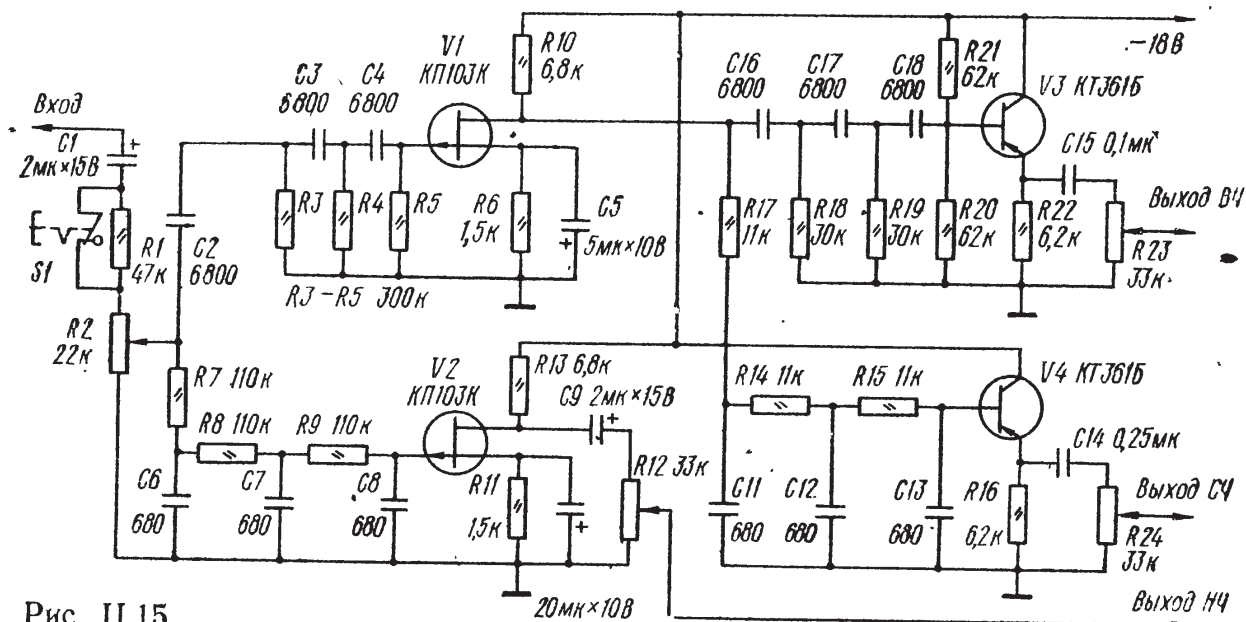 Вход
C1
2мк×15В
S1
R1
47к
R2
22к
C2
6800
C3
6800
C4
6800
V1
КП103К
R10
6,8к
R3
R4
R5
R6
1,5к
C5
5мк×10В
R3 – R5 300к
R7 110к
R8 110к
R9 110к
C6
680
C7
680
C8
680
V2
КП103К
R13 6,8к
C9 2мк×15В
R11
1,5к
R12 33к
20мк×10В
C16
6800
C17
6800
C18
6800
R21
62к
–18В
V3 КТ361Б
C15 0,1мк
Выход ВЧ
R17
11к
R18
30к
R19
30к
R20
62к
R22
6,2к
R23
33к
R14 11к
R15 11к
V4 КТ361Б
C14 0,25мк
C11
680
C12
680
C13
680
R16
6,2к
Выход СЧ
R24
33к
Выход НЧ
Рис. II.15